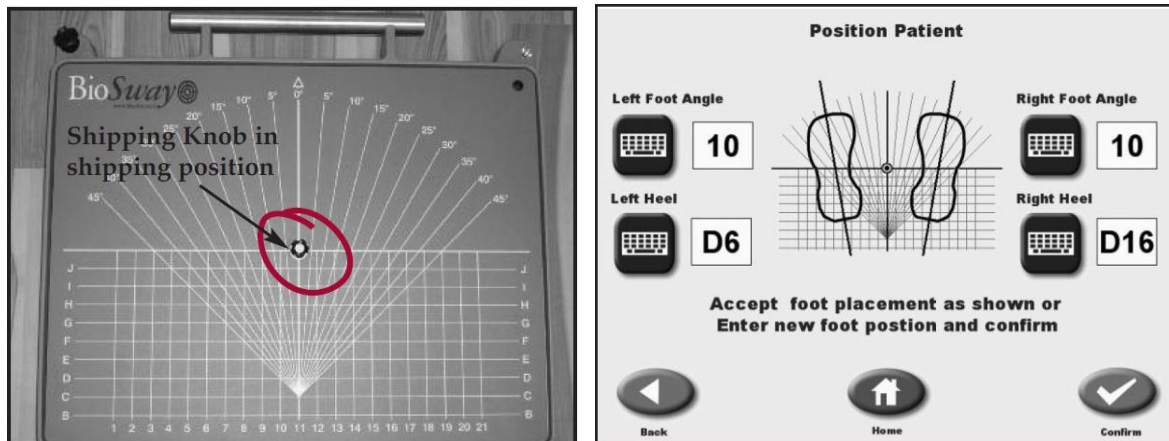 BioSway
Shipping Knob in
shipping position
45° 40° 35° 30° 25° 20° 15° 10° 5° 0° 5° 10° 15° 20° 25° 30° 35° 40° 45°
J J
I I
H H
G G
F F
E E
D D
C C
B B
1 2 3 4 5 6 7 8 9 10 11 12 13 14 15 16 17 18 19 20 21
Position Patient
Left Foot Angle
10
Right Foot Angle
10
Left Heel
D6
Right Heel
D16
Accept foot placement as shown or
Enter new foot postion and confirm
Back
Home
Confirm